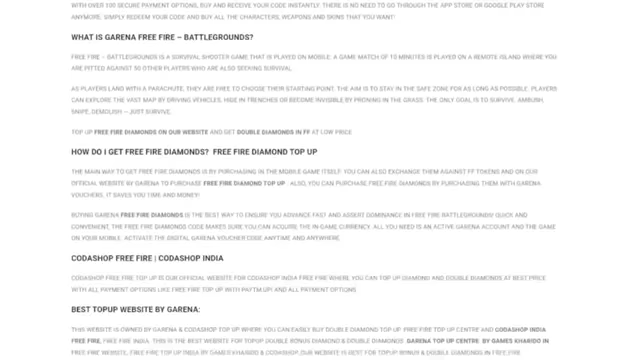 WITH OVER 100 SECURE PAYMENT OPTIONS, BUY AND RECEIVE YOUR CODE INSTANTLY. THERE IS NO NEED TO GO THROUGH THE APP STORE OR GOOGLE PLAY STORE
ANYMORE. SIMPLY REDEEM YOUR CODE AND BUY ALL THE CHARACTERS, WEAPONS AND SKINS THAT YOU WANT!
WHAT IS GARENA FREE FIRE – BATTLEGROUNDS?
FREE FIRE – BATTLEGROUNDS IS A SURVIVAL SHOOTER GAME THAT IS PLAYED ON MOBILE. A GAME MATCH OF 10 MINUTES IS PLAYED ON A REMOTE ISLAND WHERE YOU
ARE PITTED AGAINST 50 OTHER PLAYERS WHO ARE ALSO SEEKING SURVIVAL.
AS PLAYERS LAND WITH A PARACHUTE, THEY ARE FREE TO CHOOSE THEIR STARTING POINT. THE AIM IS TO STAY IN THE SAFE ZONE FOR AS LONG AS POSSIBLE. PLAYERS
CAN EXPLORE THE VAST MAP BY DRIVING VEHICLES, HIDE IN TRENCHES OR BECOME INVISIBLE BY PRONING IN THE GRASS. THE ONLY GOAL IS TO SURVIVE. AMBUSH,
SNIPE, DEMOLISH – JUST SURVIVE.
TOP UP FREE FIRE DIAMONDS ON OUR WEBSITE AND GET DOUBLE DIAMONDS IN FF AT LOW PRICE
HOW DO I GET FREE FIRE DIAMONDS? FREE FIRE DIAMOND TOP UP
THE MAIN WAY TO GET FREE FIRE DIAMONDS IS BY PURCHASING IN THE MOBILE GAME ITSELF. YOU CAN ALSO EXCHANGE THEM AGAINST FF TOKENS AND ON OUR
OFFICIAL WEBSITE BY GARENA TO PURCHASE FREE FIRE DIAMOND TOP UP . ALSO, YOU CAN PURCHASE FREE FIRE DIAMONDS BY PURCHASING THEM WITH GARENA
VOUCHERS. IT SAVES YOU TIME AND MONEY!
BUYING GARENA FREE FIRE DIAMONDS IS THE BEST WAY TO ENSURE YOU ADVANCE FAST AND ASSERT DOMINANCE IN FREE FIRE BATTLEGROUNDS! QUICK AND
CONVENIENT, THE FREE FIRE DIAMONDS CODE MAKES SURE YOU CAN ACQUIRE THE IN-GAME CURRENCY. ALL YOU NEED IS AN ACTIVE GARENA ACCOUNT AND THE GAME
ON YOUR MOBILE. ACTIVATE THE DIGITAL GARENA VOUCHER CODE ANYTIME AND ANYWHERE.
CODASHOP FREE FIRE | CODASHOP INDIA
CODASHOP FREE FIRE TOP UP IS OUR OFFICIAL WEBSITE FOR CODASHOP INDIA FREE FIRE WHERE YOU CAN TOP UP DIAMOND AND DOUBLE DIAMONDS AT BEST PRICE
WITH ALL PAYMENT OPTIONS LIKE FREE FIRE TOP UP WITH PAYTM,UPI AND ALL PAYMENT OPTIONS
BEST TOPUP WEBSITE BY GARENA:
THIS WEBSITE IS OWNED BY GARENA & CODASHOP TOP UP WHERE YOU CAN EASILY BUY DOUBLE DIAMOND TOP UP. FREE FIRE TOP UP CENTRE AND CODASHOP INDIA
FREE FIRE, FREE FIRE INDIA. THIS IS THE BEST WEBSITE FOR TOPUP DOUBLE BONUS DIAMOND & DOUBLE DIAMONDS. GARENA TOP UP CENTRE BY GAMES KHARIDO IN
FREE FIRE WEBSITE, FREE FIRE TOP UP INDIA BY GAMES KHARIDO & CODASHOP. OUR WEBSITE IS BEST FOR TOPUP BONUS & DOUBLE DIAMONDS IN FREE FIRE.